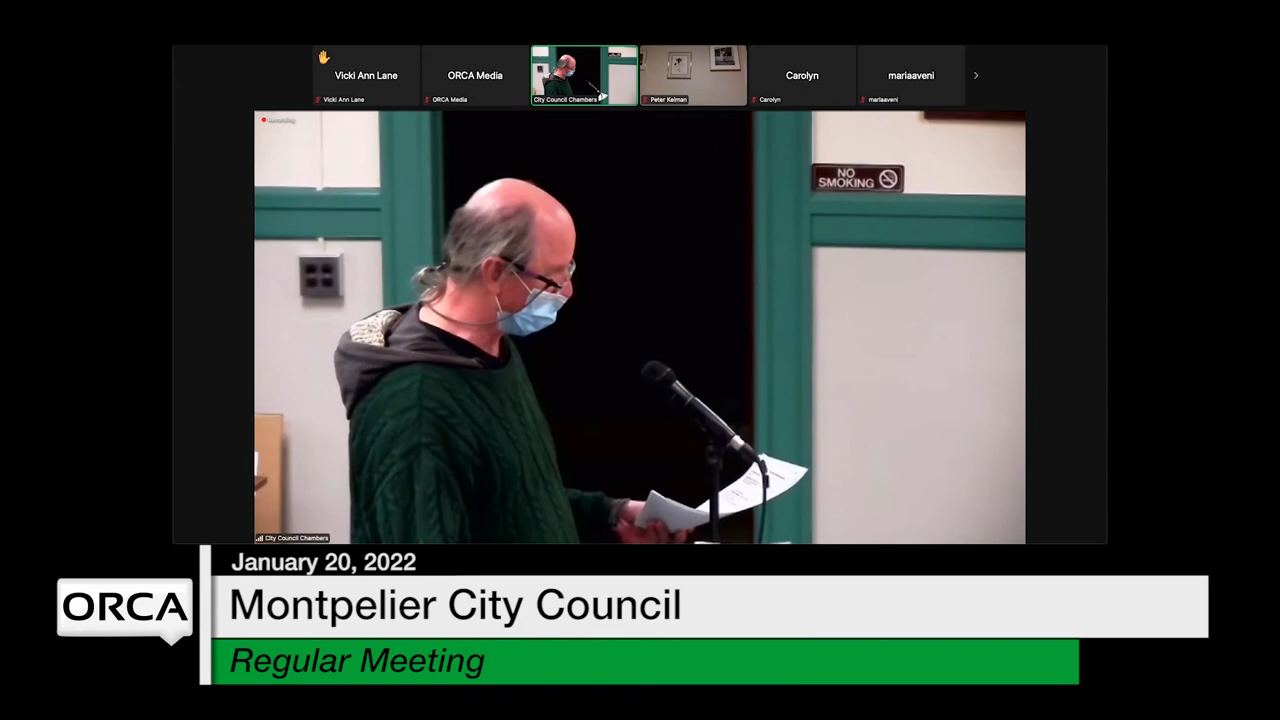 Vicki Ann Lane
ORCA Media
Carolyn
mariaaveni
Vicki Ann Lane
ORCA Media
City Council Chambers
Peter Kelman
Carolyn
mariaaveni
Recording
NO
SMOKING
City Council Chambers
January 20, 2022
ORCA
Montpelier City Council
Regular Meeting